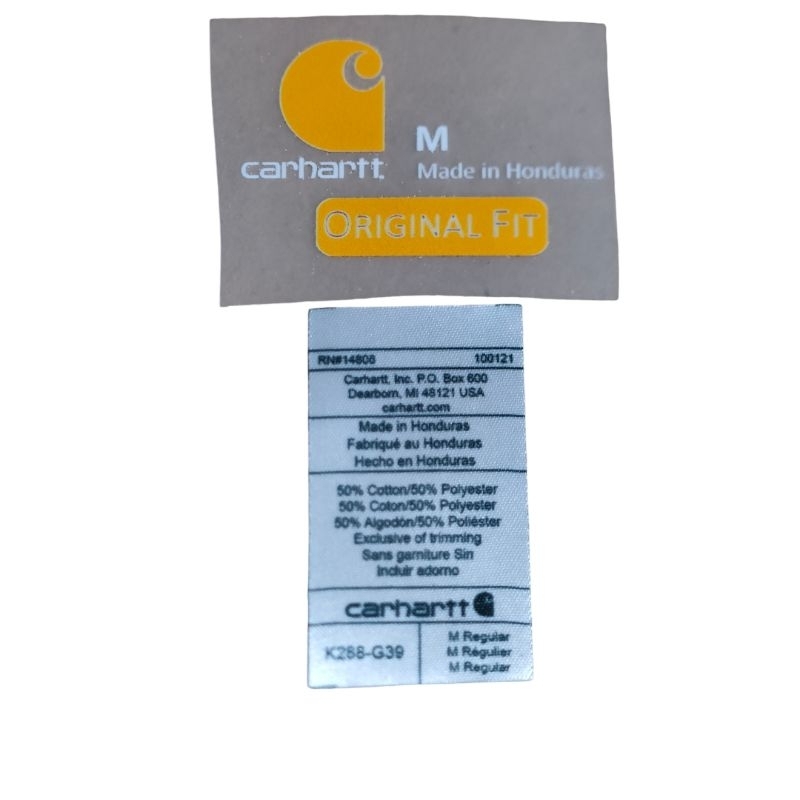 carhartt
M
Made in Honduras
ORIGINAL FIT
RN#14806 100121
Carhartt, Inc. P.O. Box 600
Dearborn, MI 48121 USA
carhartt.com
Made in Honduras
Fabriqué au Honduras
Hecho en Honduras
50% Cotton/50% Polyester
50% Coton/50% Polyester
50% Algodón/50% Poliéster
Exclusive of trimming
Sans garniture Sin
Incluir adorno
carhartt
K288-G39
M Regular
M Régulier
M Regular